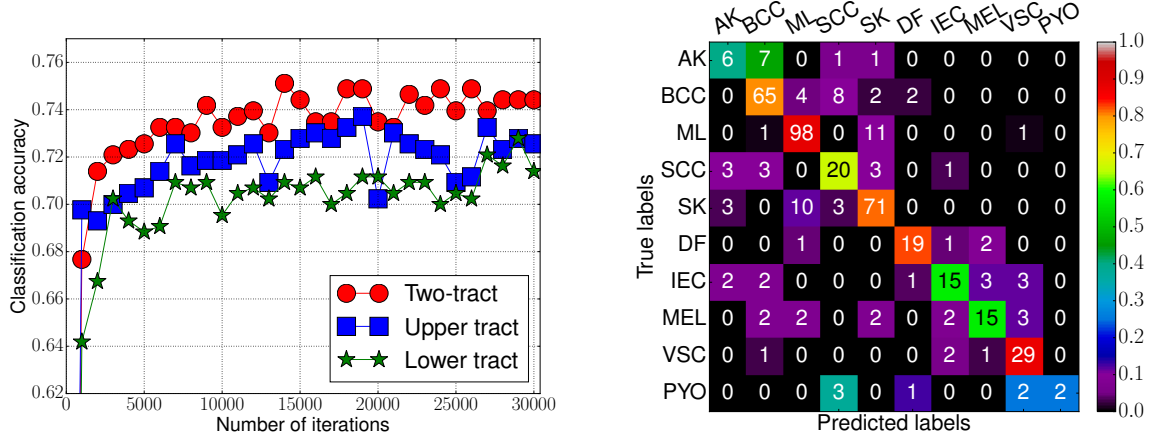 0.76
0.74
0.72
0.70
0.68
0.66
0.64
0.62
Classification accuracy
0 5000 10000 15000 20000 25000 30000
Number of iterations
Two-tract
Upper tract
Lower tract
AK BCC ML SCC SK DF IEC MEL VSC PYO
AK 6 7 0 1 1 0 0 0 0 0
BCC 0 65 4 8 2 2 0 0 0 0
ML 0 1 98 0 11 0 0 0 1 0
SCC 3 3 0 20 3 0 1 0 0 0
SK 3 0 10 3 71 0 0 0 0 0
DF 0 0 1 0 0 19 1 2 0 0
IEC 2 2 0 0 0 1 15 3 3 0
MEL 0 2 2 0 2 0 2 15 3 0
VSC 0 1 0 0 0 0 2 1 29 0
PYO 0 0 0 3 0 1 0 0 2 2
True labels
Predicted labels
1.0
0.9
0.8
0.7
0.6
0.5
0.4
0.3
0.2
0.1
0.0